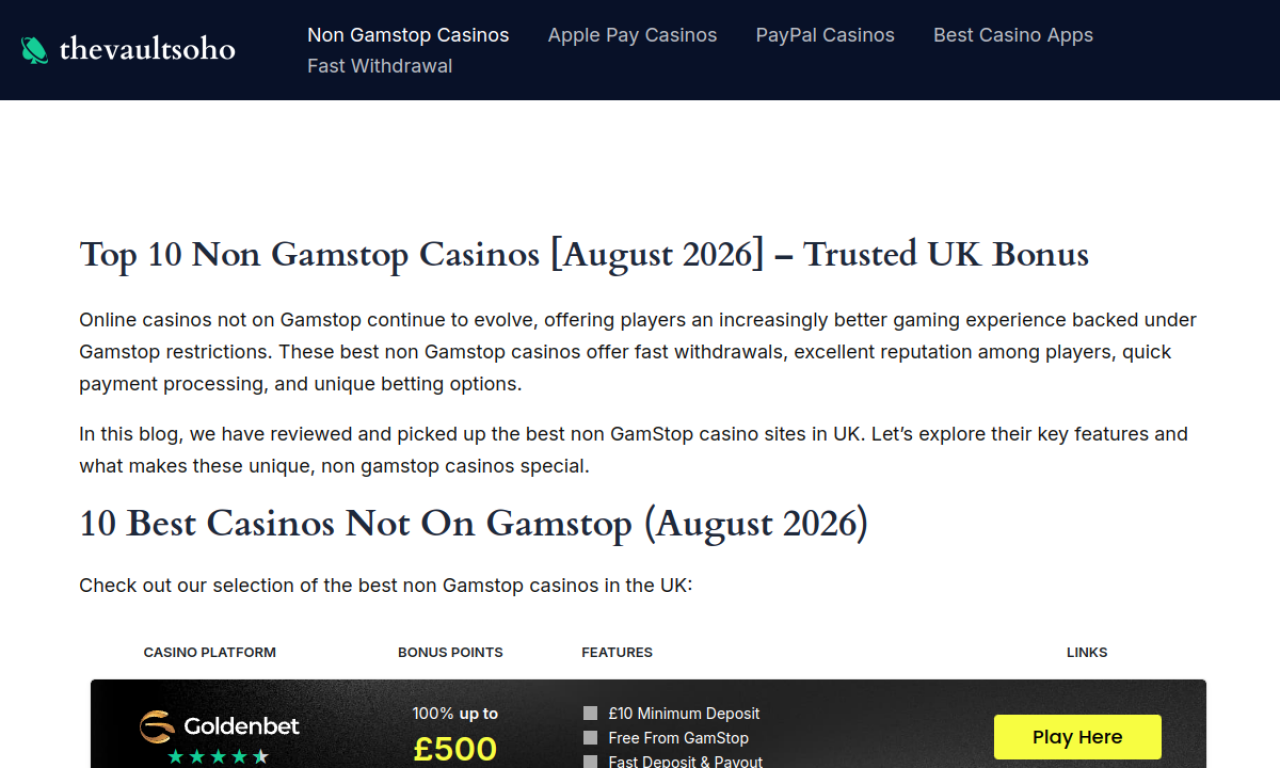 thevaultsoho
Non Gamstop Casinos Apple Pay Casinos PayPal Casinos Best Casino Apps
Fast Withdrawal
Top 10 Non Gamstop Casinos [August 2026] – Trusted UK Bonus
Online casinos not on Gamstop continue to evolve, offering players an increasingly better gaming experience backed under
Gamstop restrictions. These best non Gamstop casinos offer fast withdrawals, excellent reputation among players, quick
payment processing, and unique betting options.
In this blog, we have reviewed and picked up the best non GamStop casino sites in UK. Let’s explore their key features and
what makes these unique, non gamstop casinos special.
10 Best Casinos Not On Gamstop (August 2026)
Check out our selection of the best non Gamstop casinos in the UK:
CASINO PLATFORM BONUS POINTS FEATURES LINKS
Goldenbet
100% up to
£500
£10 Minimum Deposit
Free From GamStop
Fast Deposit & Payout
Play Here